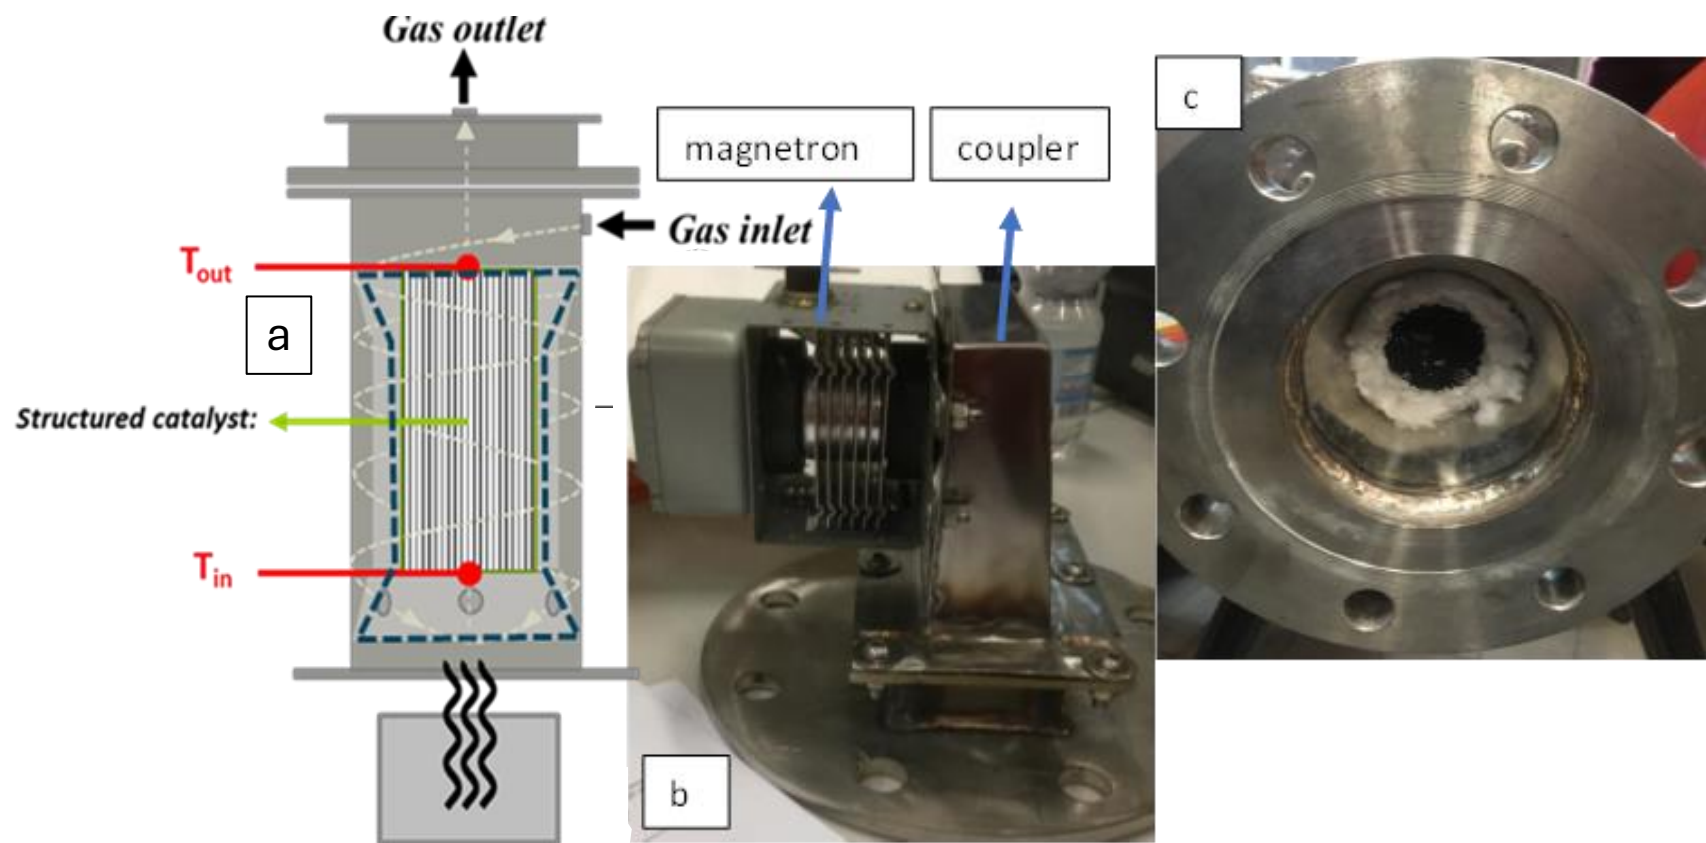 Gas outlet
c
magnetron
coupler
Gas inlet
Tout
a
Structured catalyst:
Tin
b